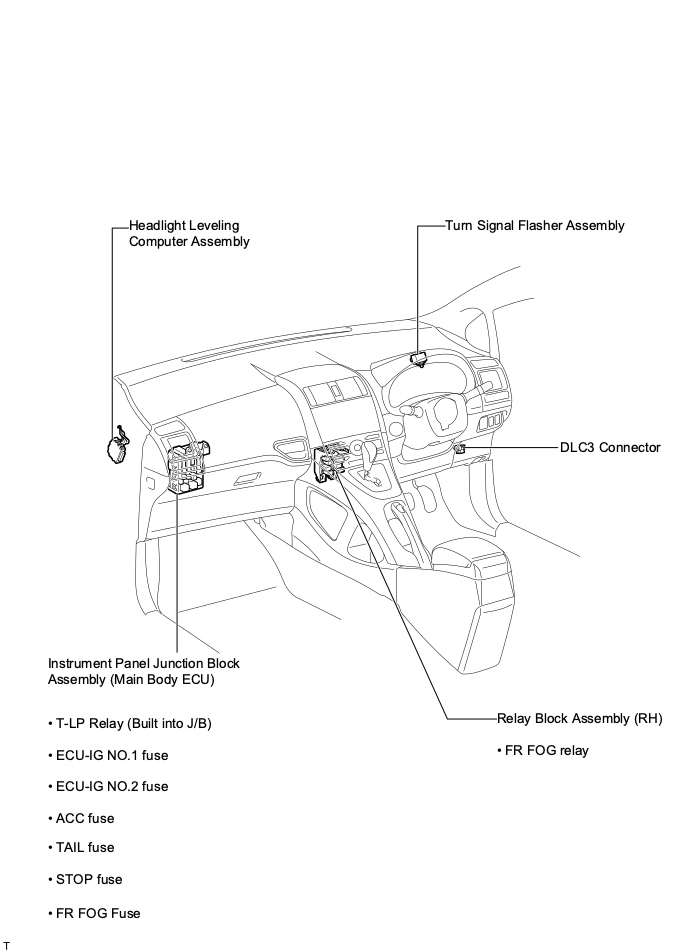 Headlight Leveling
Computer Assembly
Turn Signal Flasher Assembly
DLC3 Connector
Instrument Panel Junction Block
Assembly (Main Body ECU)
• T-LP Relay (Built into J/B)
• ECU-IG NO.1 fuse
• ECU-IG NO.2 fuse
• ACC fuse
• TAIL fuse
• STOP fuse
• FR FOG Fuse
Relay Block Assembly (RH)
• FR FOG relay
T